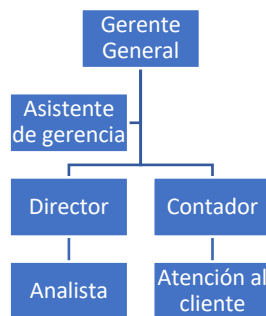 Gerente
General
Asistente
de gerencia
Director
Contador
Analista
Atención al
cliente